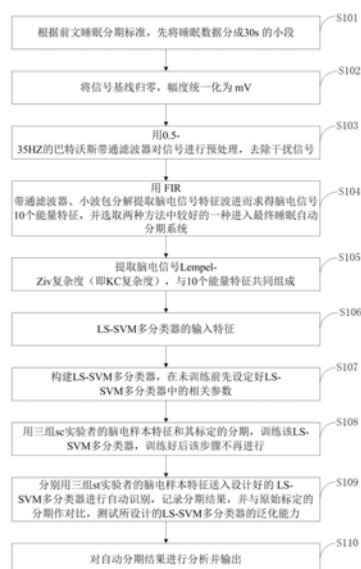 S101
根据前文睡眠分期标准，先将睡眠数据分成30s 的小段
S102
将信号基线归零，幅度统一化为 mV
S103
用0.5-
35HZ的巴特沃斯带通滤波器对信号进行预处理，去除干扰信号
S104
用 FIR
带通滤波器、小波包分解提取脑电信号特征波进而求得脑电信号
10个能量特征，并选取两种方法中较好的一种进入最终睡眠自动
分期系统
S105
提取脑电信号Lempel-
Ziv复杂度（即KC复杂度），与10个能量特征共同组成
S106
LS-SVM多分类器的输入特征
S107
构建LS-SVM多分类器，在未训练前先设定好LS-
SVM多分类器中的相关参数
S108
用三组sc实验者的脑电样本特征和其标定的分期，训练该LS-
SVM多分类器，训练好后该步骤不再进行
S109
分别用三组st实验者的脑电样本特征送入设计好的 LS-
SVM多分类器进行自动识别，记录分期结果，并与原始标定的
分期作对比，测试所设计的LS-SVM多分类器的泛化能力
S110
对自动分期结果进行分析并输出